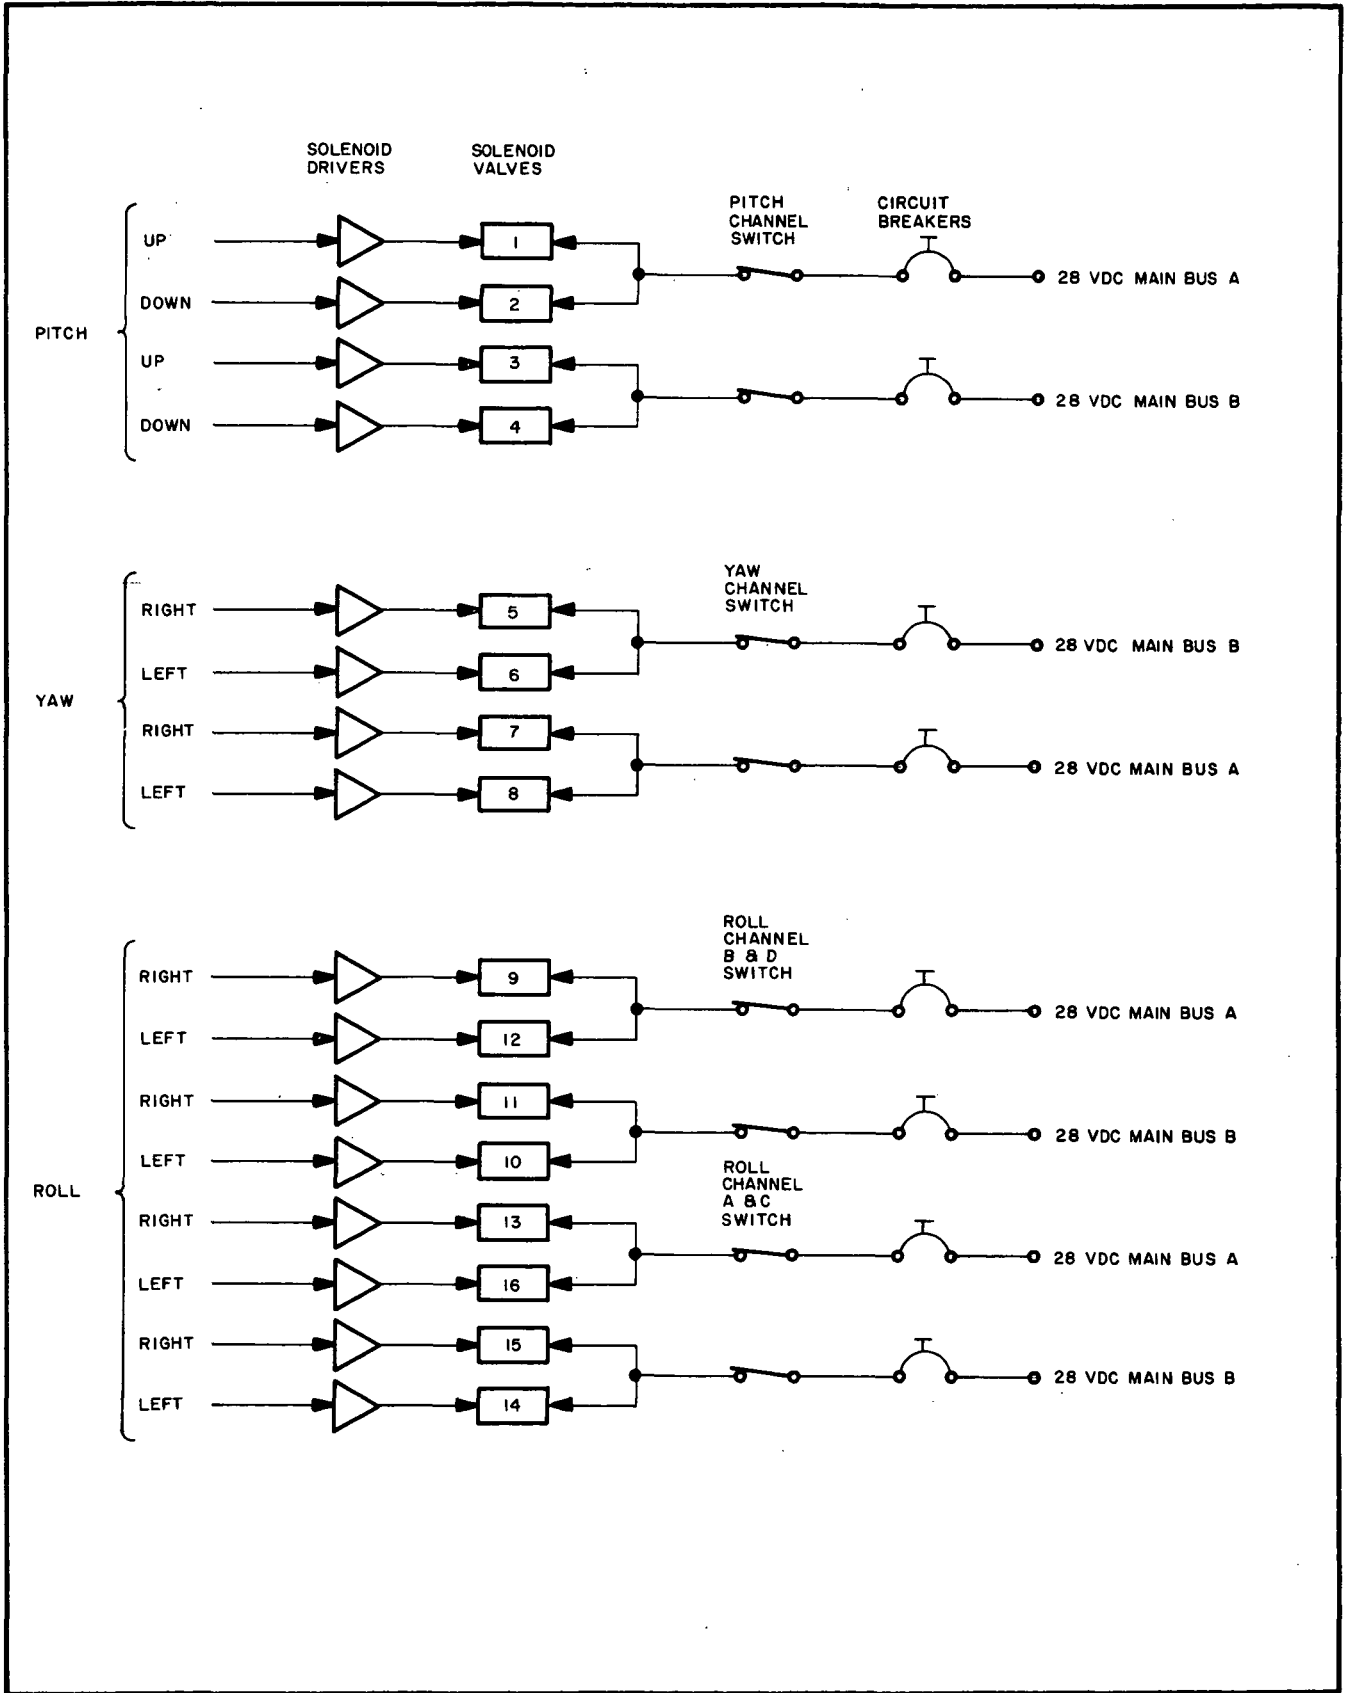 SOLENOID
DRIVERS
SOLENOID
VALVES
PITCH
CHANNEL
SWITCH
CIRCUIT
BREAKERS
PITCH
UP
1
28 VDC MAIN BUS A
DOWN
2
UP
3
28 VDC MAIN BUS B
DOWN
4
YAW
CHANNEL
SWITCH
YAW
RIGHT
5
28 VDC MAIN BUS B
LEFT
6
RIGHT
7
28 VDC MAIN BUS A
LEFT
8
ROLL
CHANNEL
B & D
SWITCH
ROLL
RIGHT
9
28 VDC MAIN BUS A
LEFT
12
RIGHT
11
28 VDC MAIN BUS B
LEFT
10
ROLL
CHANNEL
A & C
SWITCH
RIGHT
13
28 VDC MAIN BUS A
LEFT
16
RIGHT
15
28 VDC MAIN BUS B
LEFT
14